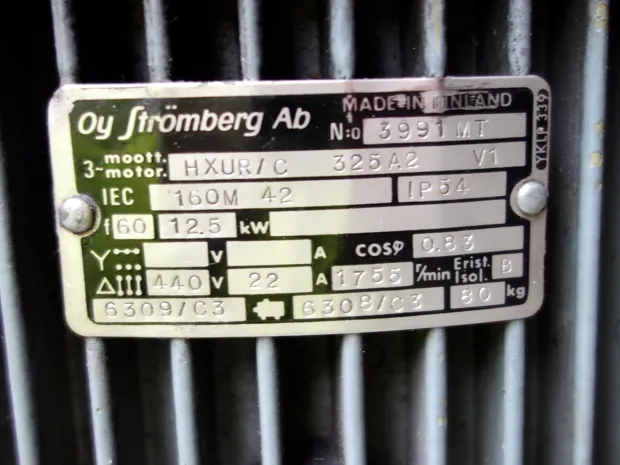 Oy Strömberg Ab MADE IN FINLAND
N:o 3991 MT
3~ moott. motor. HXUR/C 325A2 V1
IEC 160M 42 IP54
f 60 12.5 kW
Y V A cosφ 0.83
Δ 440 V 22 A 1755 r/min Erist. Isol. B
6309/C3 6308/C3 80 kg
YKLP 339